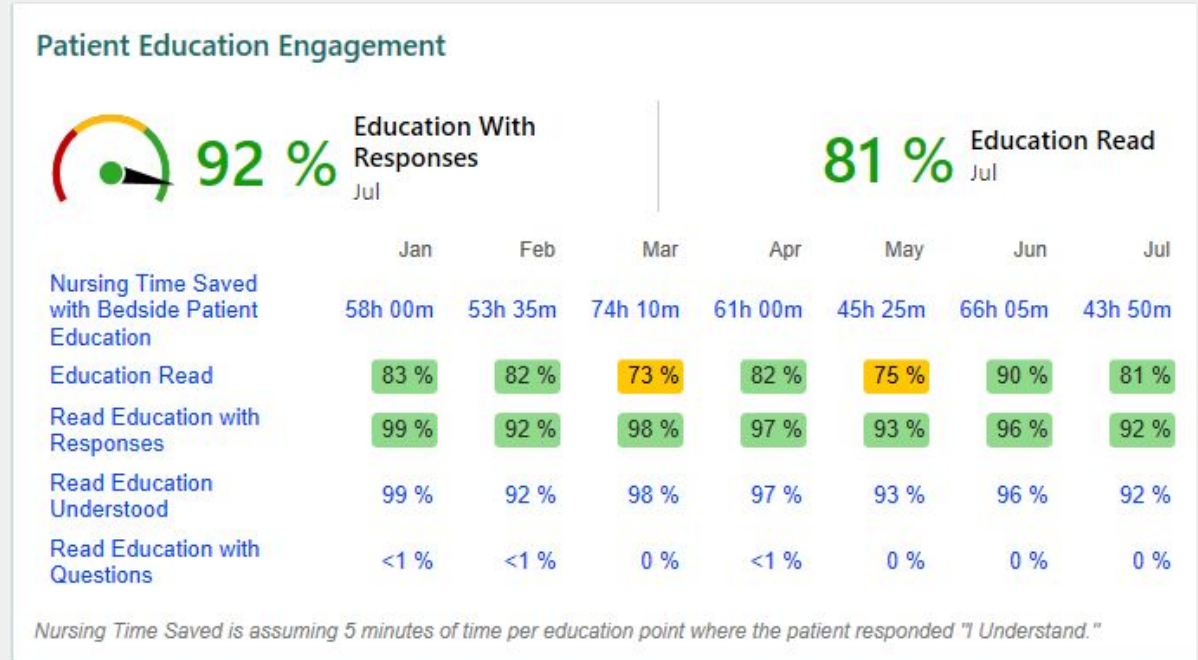 Patient Education Engagement
92 %
Education With
Responses
Jul
81 %
Education Read
Jul
Jan Feb Mar Apr May Jun Jul
Nursing Time Saved
with Bedside Patient
Education
58h 00m 53h 35m 74h 10m 61h 00m 45h 25m 66h 05m 43h 50m
Education Read 83 % 82 % 73 % 82 % 75 % 90 % 81 %
Read Education with
Responses
99 % 92 % 98 % 97 % 93 % 96 % 92 %
Read Education
Understood
99 % 92 % 98 % 97 % 93 % 96 % 92 %
Read Education with
Questions
<1 % <1 % 0 % <1 % 0 % 0 % 0 %
Nursing Time Saved is assuming 5 minutes of time per education point where the patient responded "I Understand."